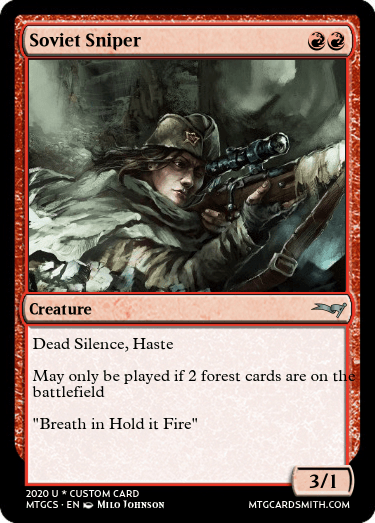 Soviet Sniper
Creature
Dead Silence, Haste
May only be played if 2 forest cards are on the
battlefield
"Breath in Hold it Fire"
3/1
2020 U * CUSTOM CARD
MTGCS · EN Milo Johnson
MTGCARDSMITH.COM